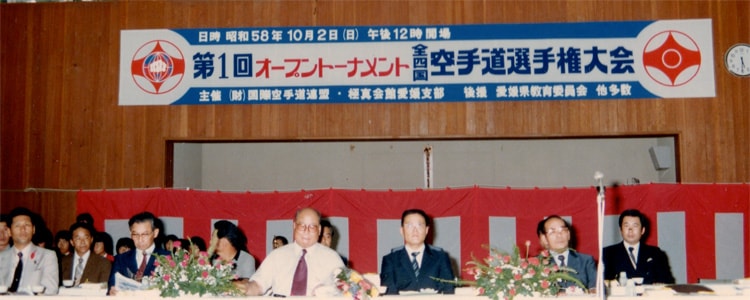 日時 昭和58年10月2日(日)午後12時開場
第1回オープントーナメント全四国空手道選手権大会
主催(財)国際空手道連盟・極真会館愛媛支部 後援 愛媛県教育委員会 他多数